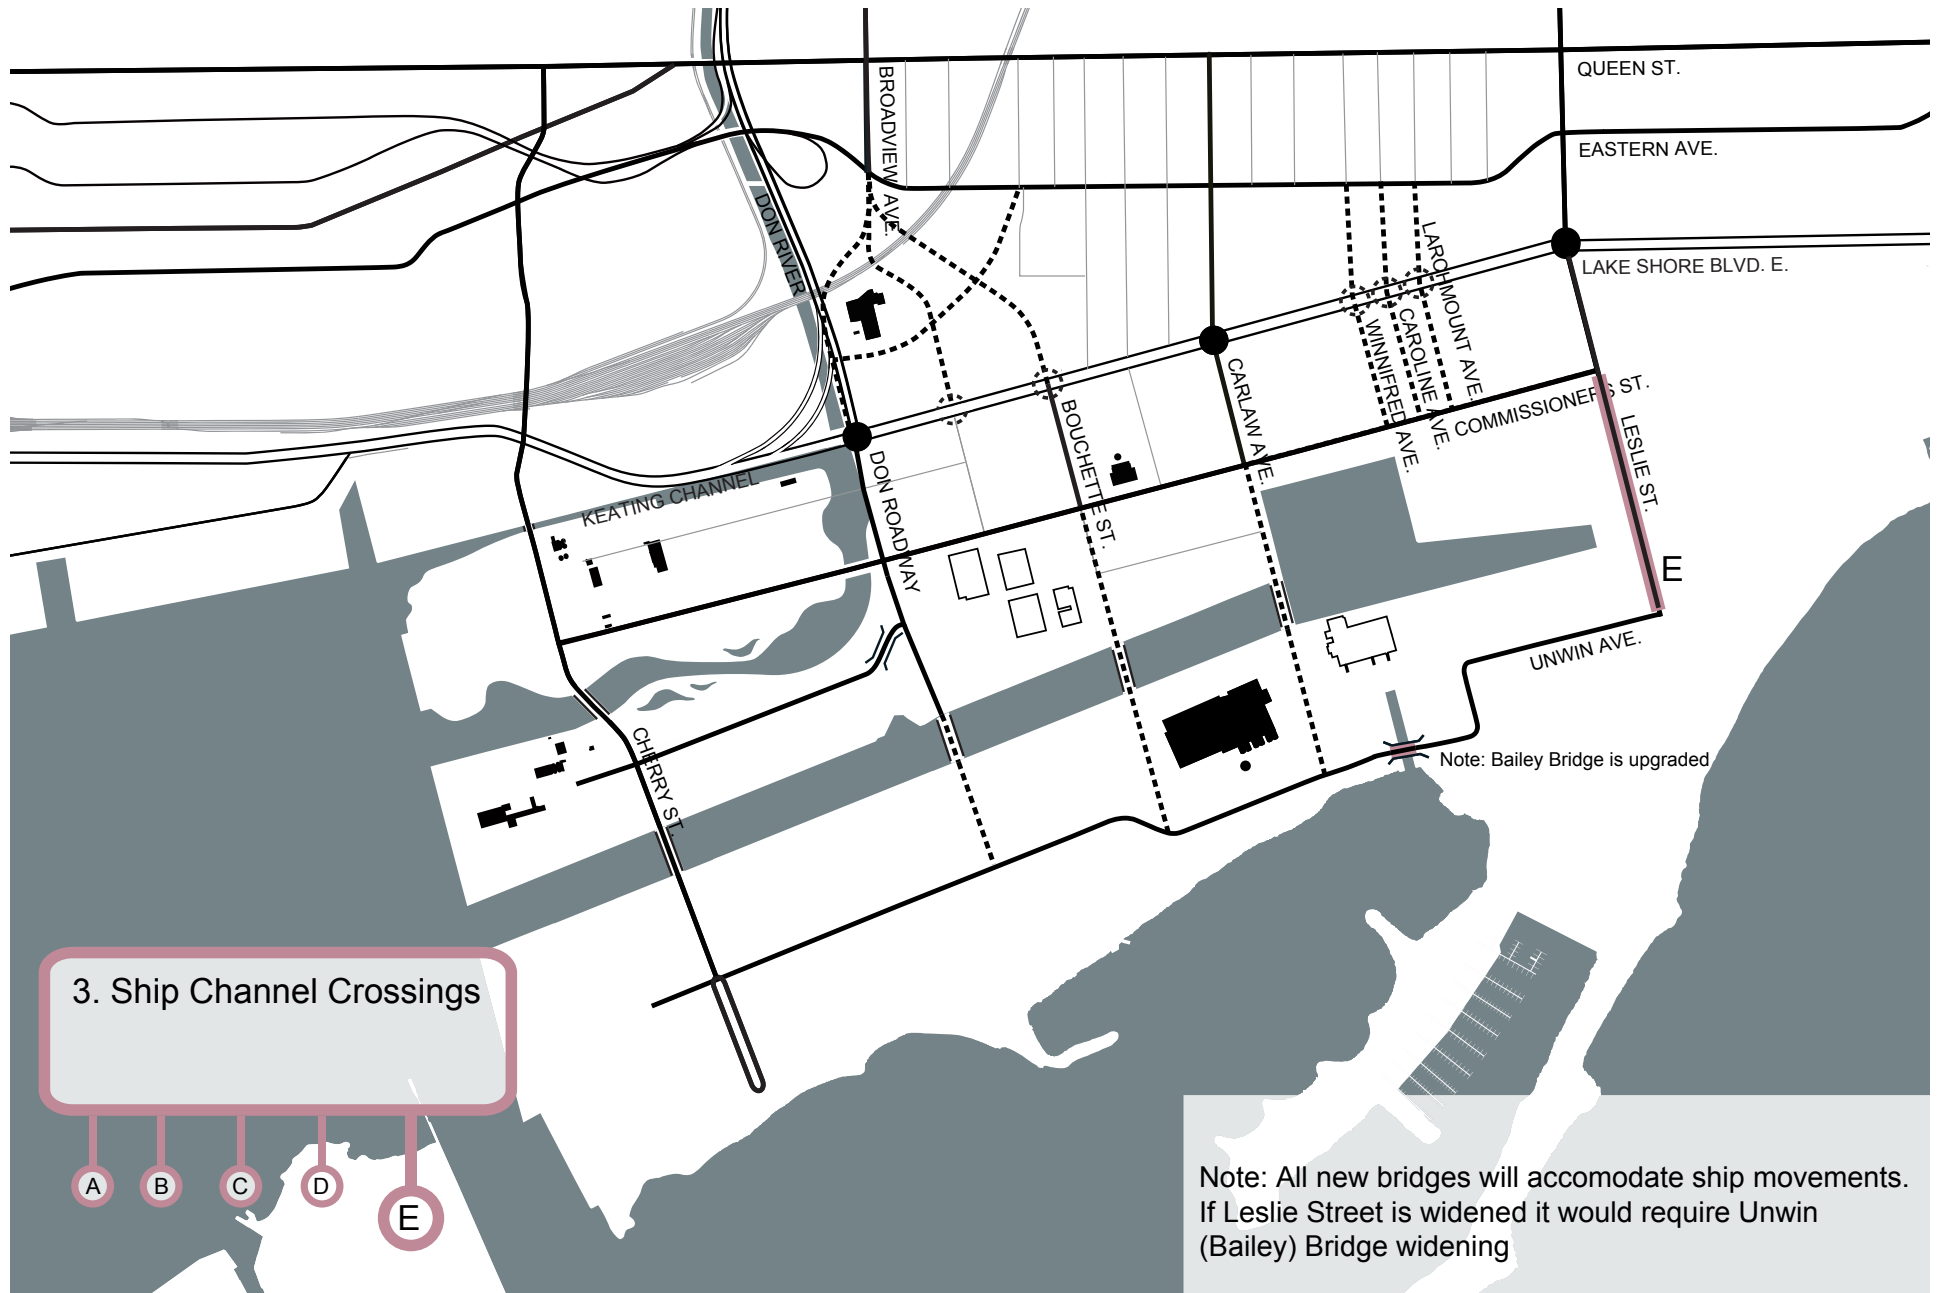 QUEEN ST.
BROADVIEW AVE.
EASTERN AVE.
DON RIVER
LARCHMOUNT AVE.
LAKE SHORE BLVD. E.
WINNIFRED AVE.
CAROLINE AVE.
CARLAW AVE.
BOUCHETTE ST.
COMMISSIONERS ST.
LESLIE ST.
KEATING CHANNEL
DON ROADWAY
E
UNWIN AVE.
CHERRY ST.
Note: Bailey Bridge is upgraded
3. Ship Channel Crossings
A B C D
E
Note: All new bridges will accomodate ship movements.
If Leslie Street is widened it would require Unwin
(Bailey) Bridge widening